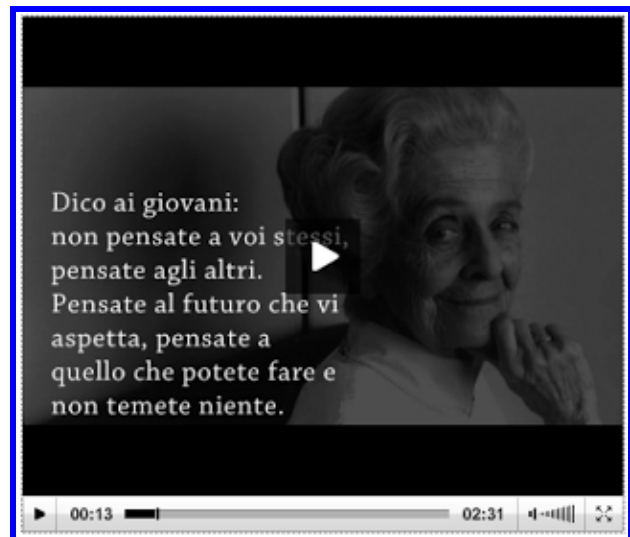 Dico ai giovani:
non pensate a voi stessi,
pensate agli altri.
Pensate al futuro che vi
aspetta, pensate a
quello che potete fare e
non temete niente.
00:13 02:31